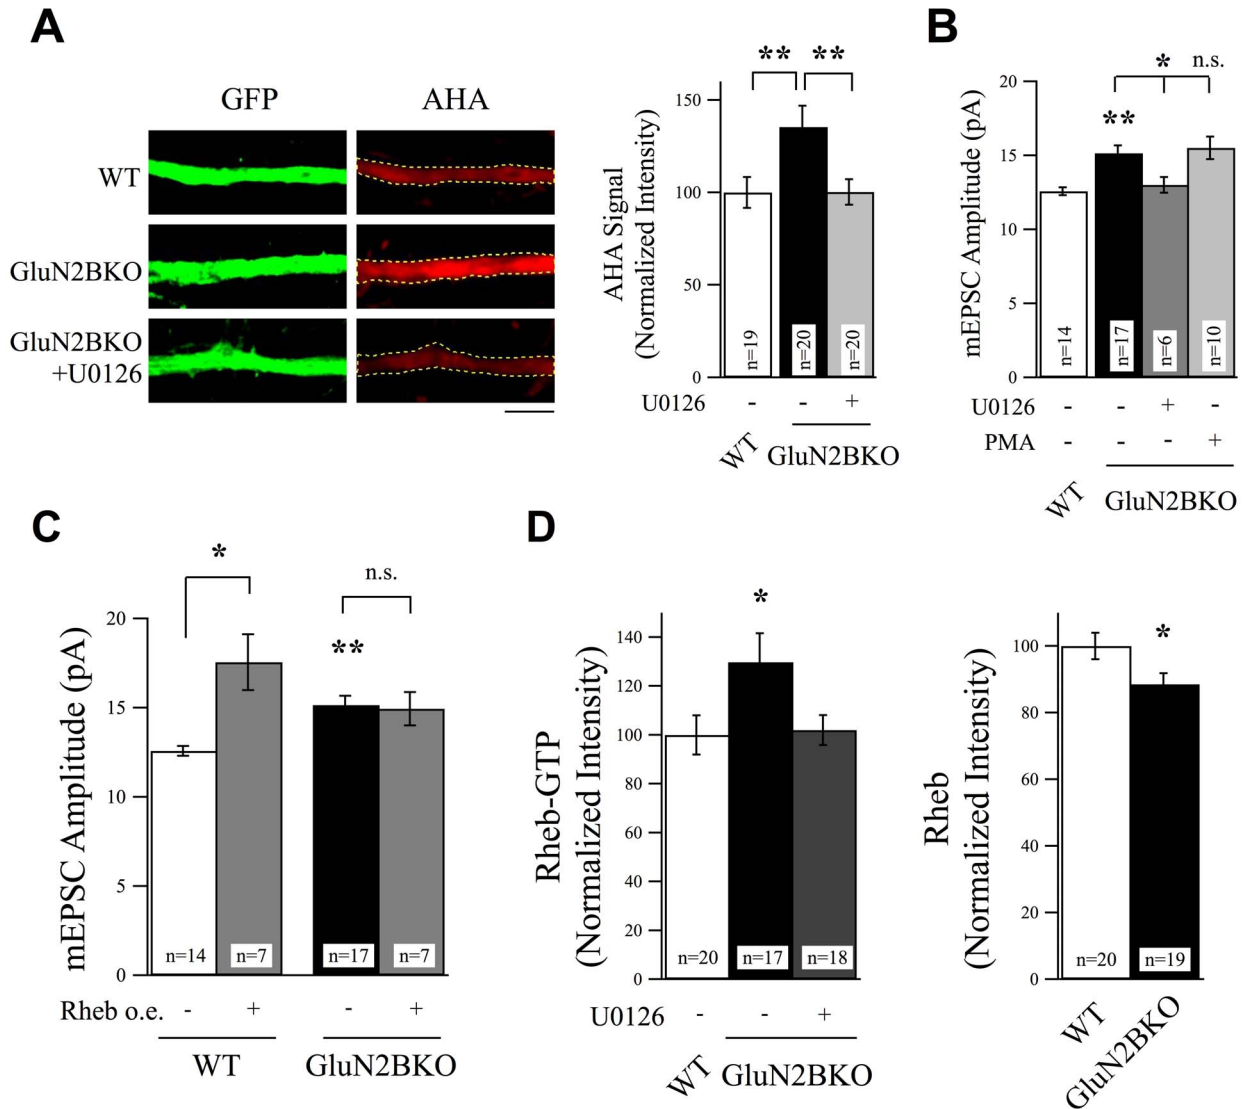 A
GFP
AHA
WT
GluN2BKO
GluN2BKO
+U0126
** **
AHA Signal
(Normalized Intensity)
150
100
50
0
n=19
n=20
n=20
U0126
- - +
WT
GluN2BKO
B
* n.s.
**
mEPSC Amplitude (pA)
20
15
10
5
0
n=14
n=17
n=6
n=10
U0126
- - + -
PMA
- - - +
WT
GluN2BKO
C
*
n.s.
**
mEPSC Amplitude (pA)
20
15
10
5
0
n=14
n=7
n=17
n=7
Rheb o.e. - + - +
WT
GluN2BKO
D
*
Rheb-GTP
(Normalized Intensity)
140
120
100
80
60
40
20
0
n=20
n=17
n=18
U0126
- - +
WT
GluN2BKO
*
Rheb
(Normalized Intensity)
100
80
60
40
20
0
n=20
n=19
WT
GluN2BKO